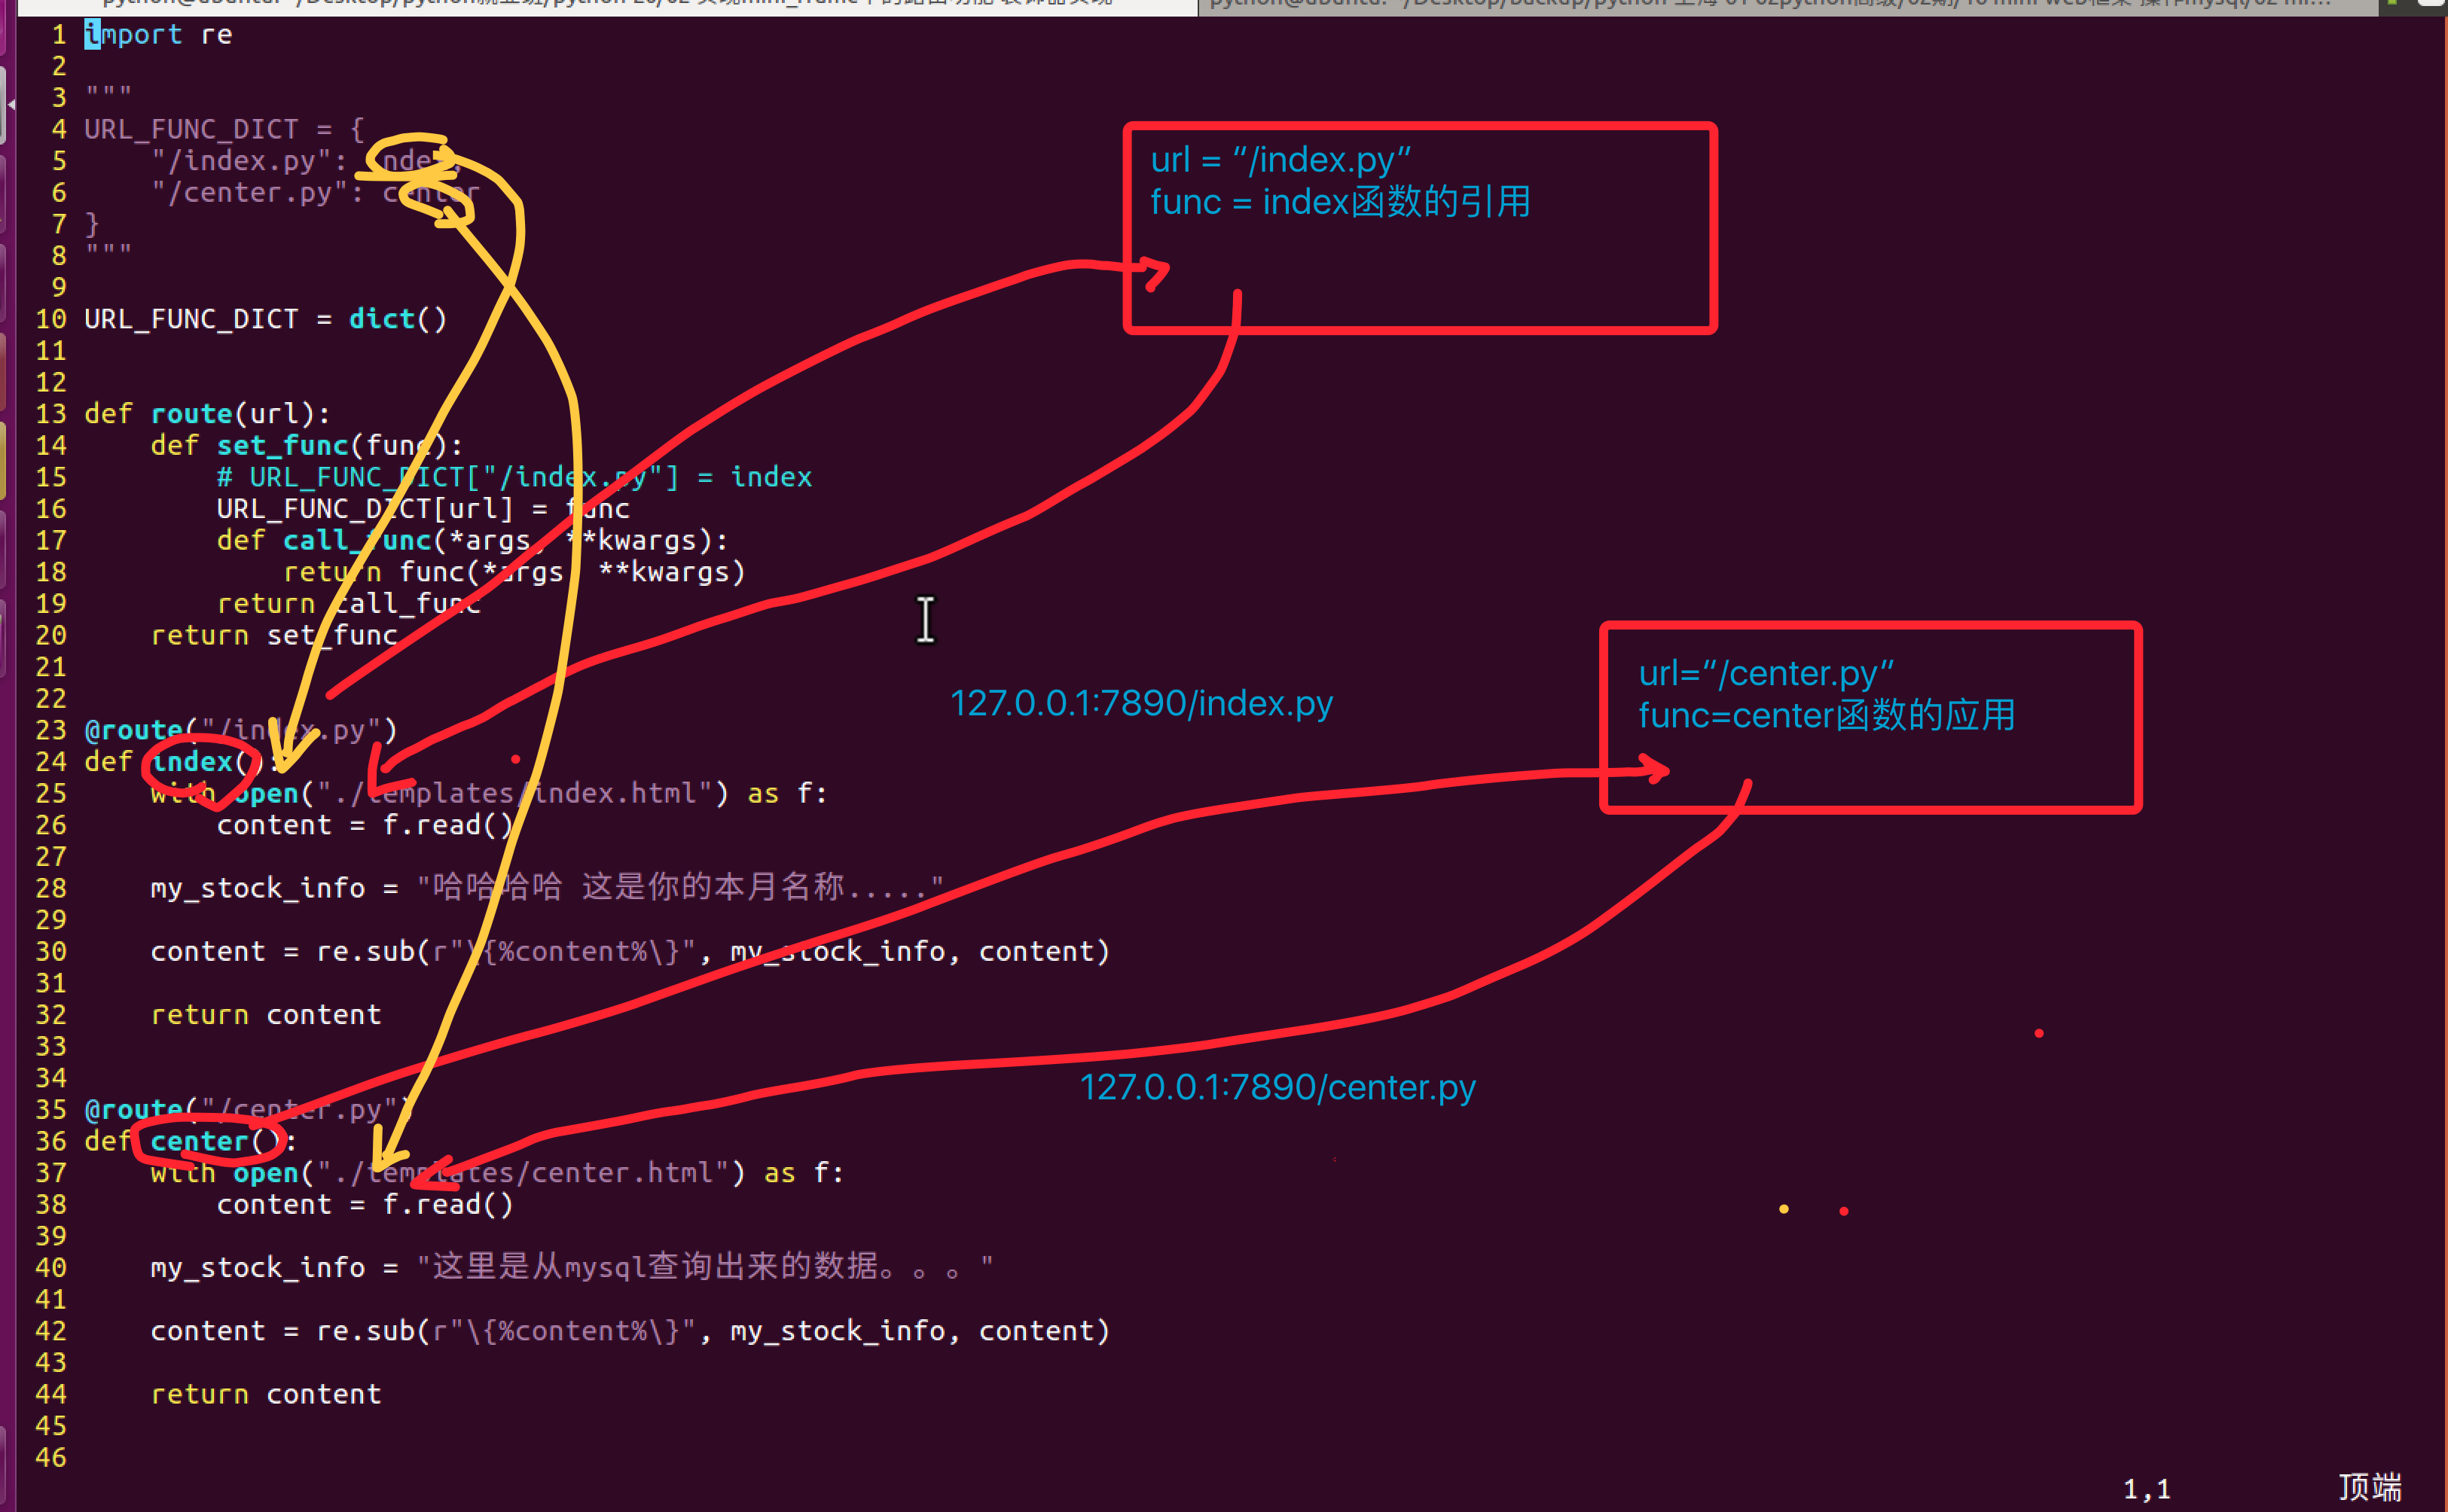 1 import re
2
3 """
4 URL_FUNC_DICT = {
5     "/index.py": index,
6     "/center.py": center
7 }
8 """
9
10 URL_FUNC_DICT = dict()
11
12
13 def route(url):
14     def set_func(func):
15         # URL_FUNC_DICT["/index.py"] = index
16         URL_FUNC_DICT[url] = func
17         def call_func(*args, **kwargs):
18             return func(*args, **kwargs)
19         return call_func
20     return set_func
21
22
23 @route("/index.py")
24 def index():
25     with open("./templates/index.html") as f:
26         content = f.read()
27
28     my_stock_info = "哈哈哈哈 这是你的本月名称....."
29
30     content = re.sub(r"\{%content%\}", my_stock_info, content)
31
32     return content
33
34
35 @route("/center.py")
36 def center():
37     with open("./templates/center.html") as f:
38         content = f.read()
39
40     my_stock_info = "这里是从mysql查询出来的数据。。。"
41
42     content = re.sub(r"\{%content%\}", my_stock_info, content)
43
44     return content
45
46
url = “/index.py“
func = index函数的引用
127.0.0.1:7890/index.py
url=“/center.py“
func=center函数的应用
127.0.0.1:7890/center.py
1,1 顶端